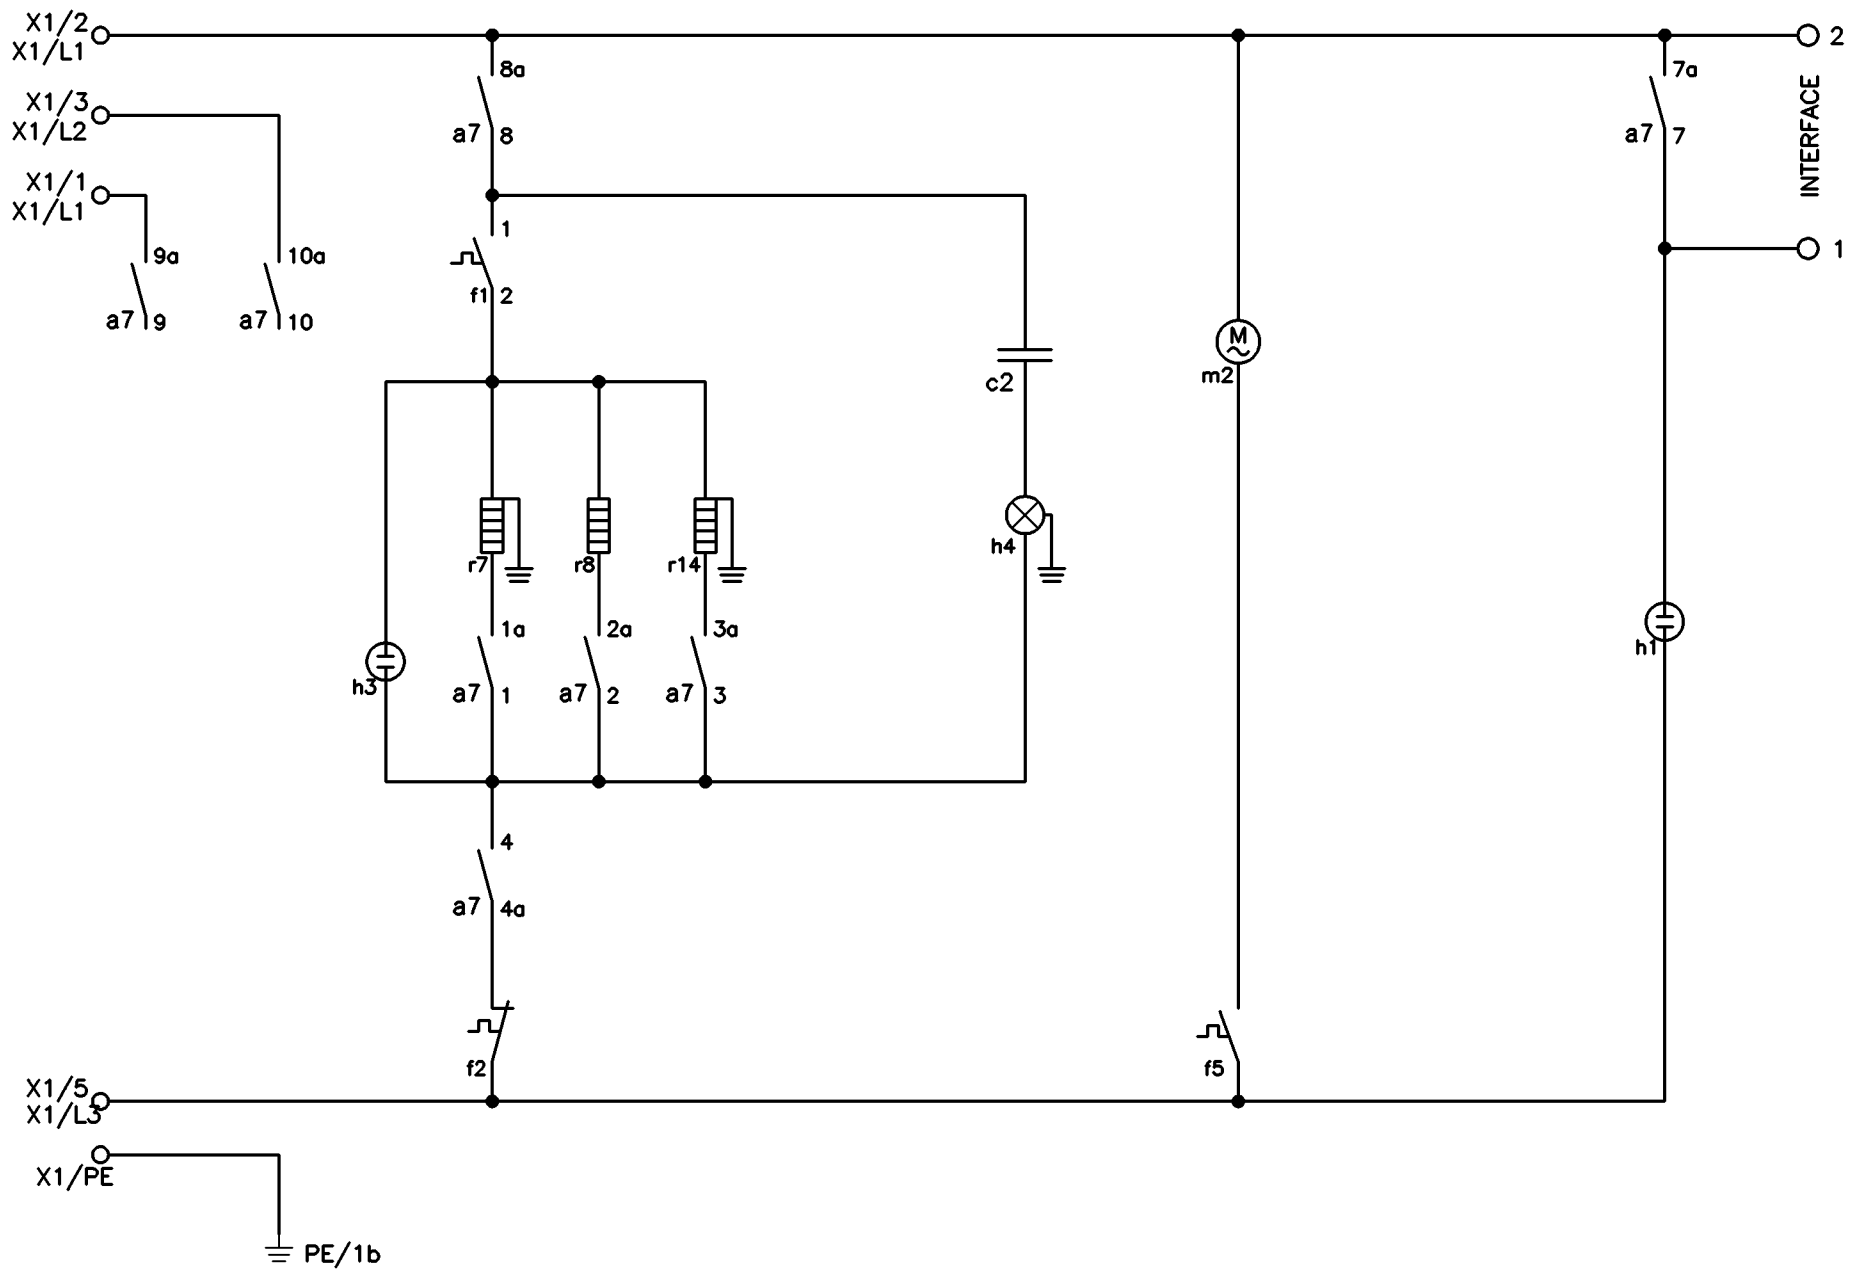 X1/2
X1/L1
2
8a
7a
X1/3
X1/L2
INTERFACE
a7 8
a7 7
X1/1
X1/L1
1
1
9a
10a
f1 2
a7 9
a7 10
M
m2
c2
h4
r7
r8
r14
1a
2a
3a
h1
h3
a7 1
a7 2
a7 3
4
a7 4a
f2
f5
X1/5
X1/L3
X1/PE
PE/1b